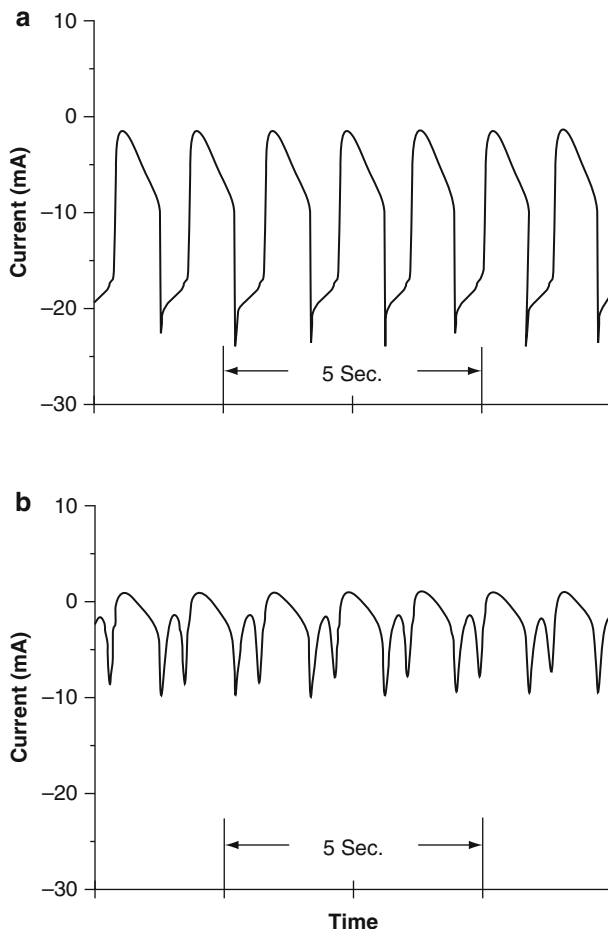 a
Current (mA)
10
0
–10
–20
–30
5 Sec.
b
Current (mA)
10
0
–10
–20
–30
5 Sec.
Time